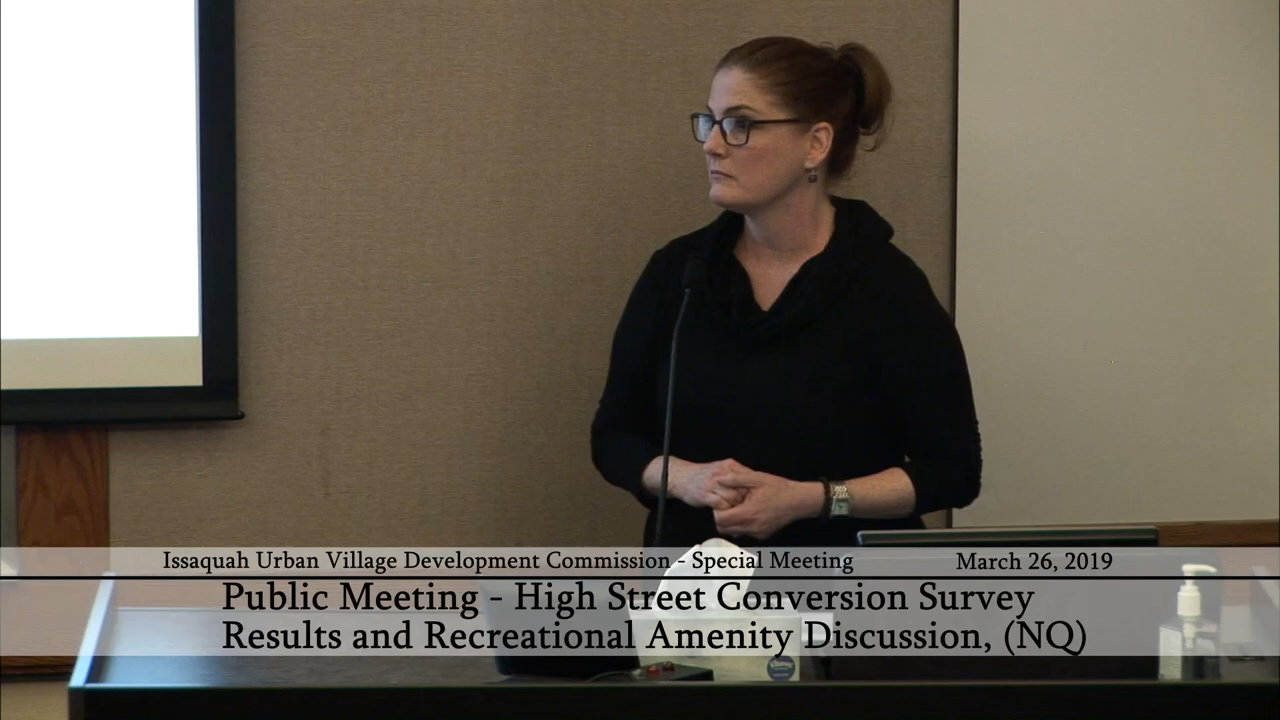 Issaquah Urban Village Development Commission - Special Meeting March 26, 2019
Public Meeting - High Street Conversion Survey
Results and Recreational Amenity Discussion, (NQ)